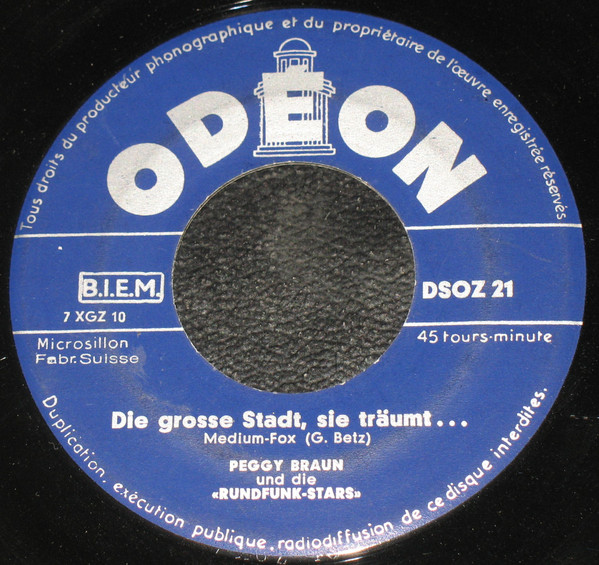 Tous droits du producteur phonographique et du propriétaire de l'œuvre enregistrée réservés
ODEON
B.I.E.M.
DSOZ 21
7 XGZ 10
Microsillon
45 tours-minute
Fabr. Suisse
Die grosse Stadt, sie träumt...
Medium-Fox (G. Betz)
PEGGY BRAUN
und die
«RUNDFUNK-STARS»
Duplication, exécution publique, radiodiffusion de ce disque interdites.